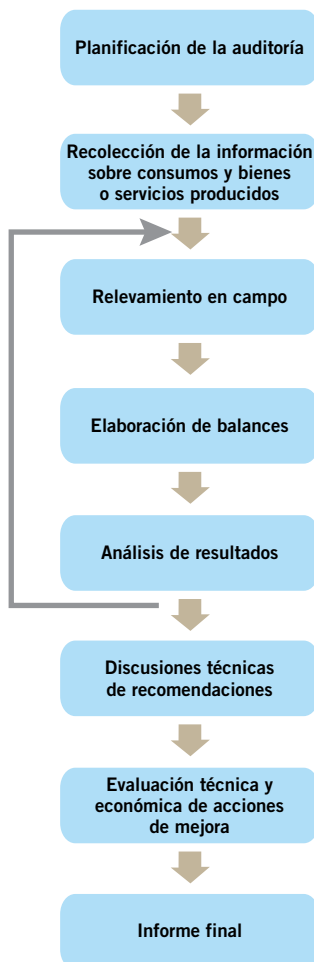 Planificación de la auditoría
Recolección de la información
sobre consumos y bienes
o servicios producidos
Relevamiento en campo
Elaboración de balances
Análisis de resultados
Discusiones técnicas
de recomendaciones
Evaluación técnica y
económica de acciones
de mejora
Informe final